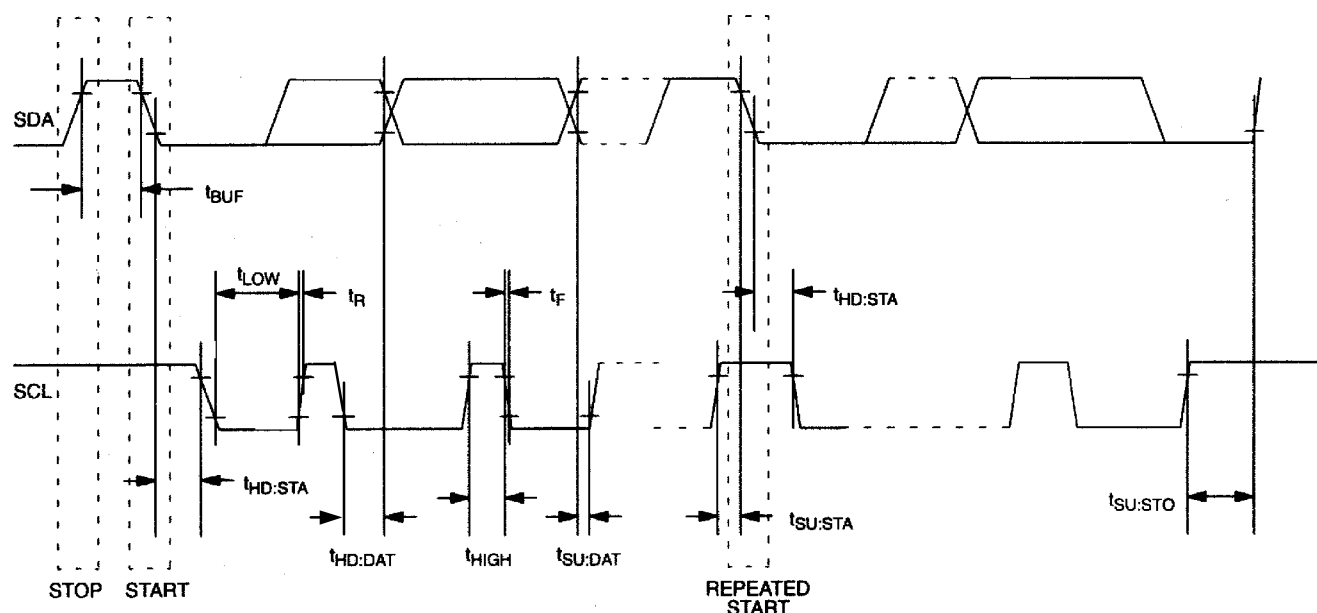 SDA
tBUF
tLOW
tR
tF
tHD:STA
SCL
tHD:STA
tHD:DAT
tHIGH
tSU:DAT
tSU:STA
tSU:STO
STOP
START
REPEATED
START